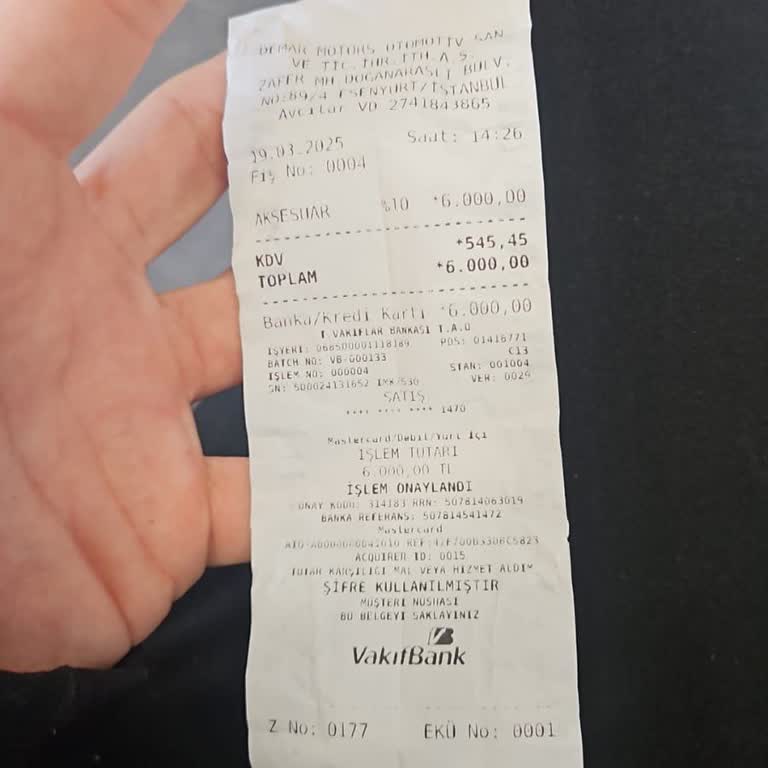 DEMAR MOTORS OTOMOTİV SAN
VE TİC.TUR.İTH.A.Ş.
ZAFER MH DOĞANARASLI BULV.
NO:89/4 ESENYURT/İSTANBUL
Avcılar VD 2741843865
19.03.2025 Saat: 14:26
Fiş No: 0004
AKSESUAR %10 *6.000,00
KDV *545,45
TOPLAM *6.000,00
Banka/Kredi Kartı *6.000,00
T.VAKIFLAR BANKASI T.A.O
İŞYERİ: 068500001118189 POS: 01416771
BATCH NO: VB-000133 C13
İŞLEM NO: 000004 STAN: 001004
SN: 500024131652 VER: 0029
SATIŞ
**** **** **** 1470
Mastercard/Debit/Yurt İçi
İŞLEM TUTARI
6.000,00 TL
İŞLEM ONAYLANDI
ONAY KODU: 314183 RRN: 507814063019
BANKA REFERANS: 507814541472
Mastercard
ACQUIRER ID: 0015
TUTAR KARŞILIĞI MAL VEYA HİZMET ALDIM
ŞİFRE KULLANILMIŞTIR
MÜŞTERİ NÜSHASI
BU BELGEYİ SAKLAYINIZ
VakıfBank
Z No: 0177 EKÜ No: 0001